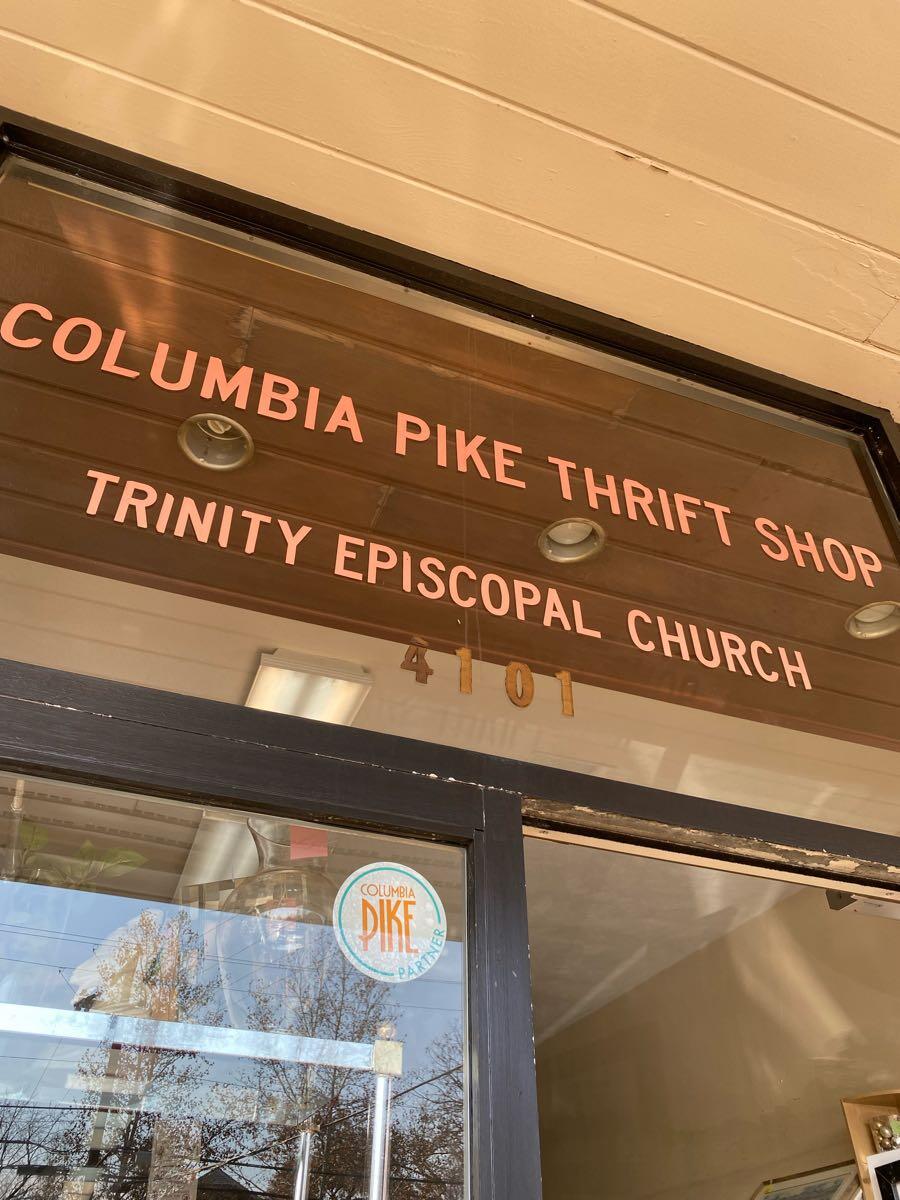 COLUMBIA PIKE THRIFT SHOP
TRINITY EPISCOPAL CHURCH
4101
COLUMBIA
PIKE
PARTNER